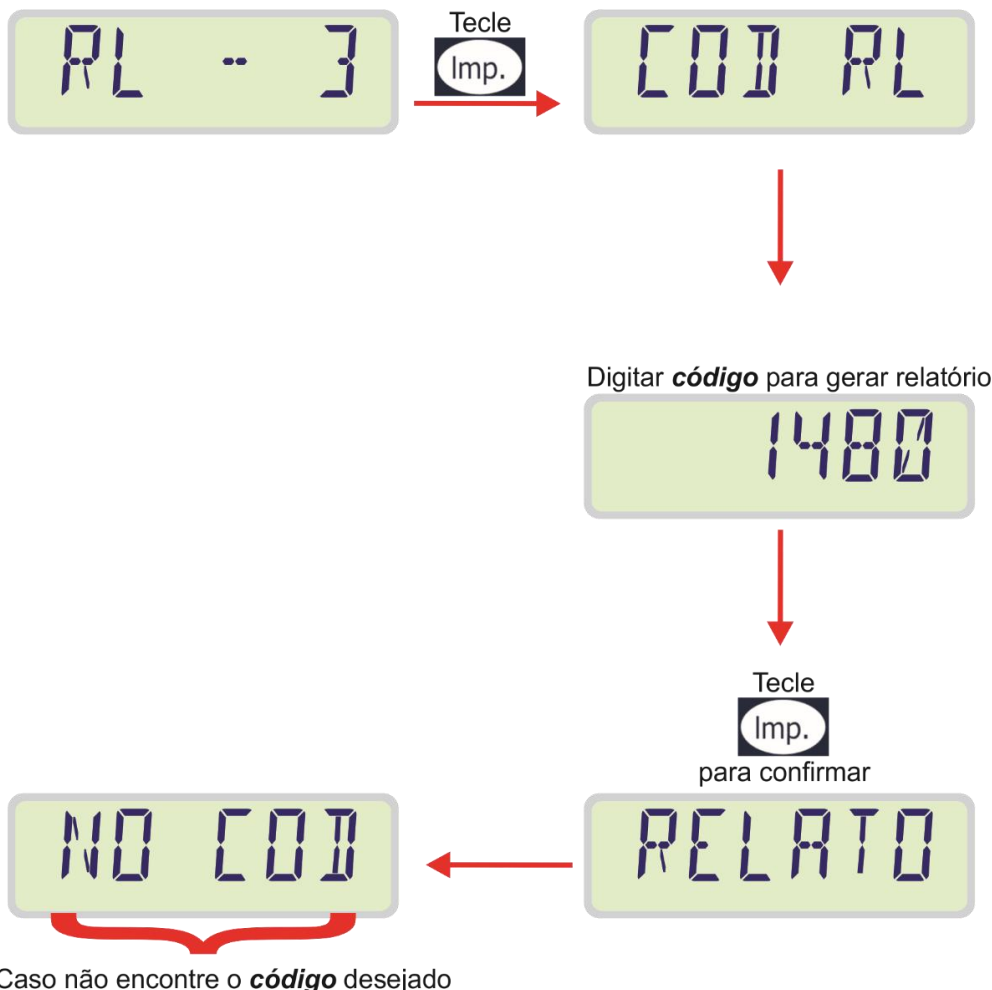 RL - 3
Tecle
Imp.
COD RL
Digitar código para gerar relatório
1480
Tecle
Imp.
para confirmar
RELATO
NO COD
Caso não encontre o código desejado